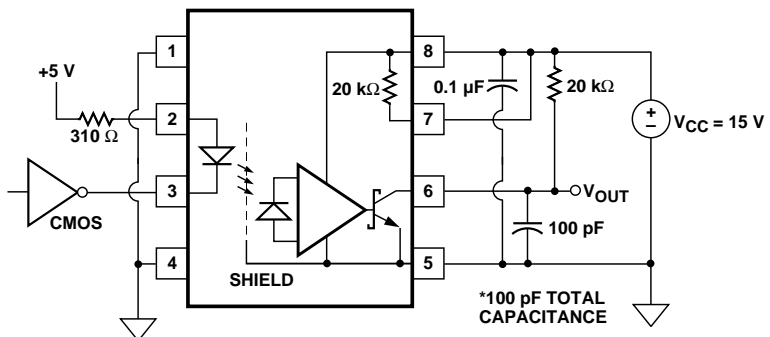 1
8
+5 V
20 kΩ
0.1 µF
20 kΩ
2
7
310 Ω
VCC = 15 V
3
6
VOUT
CMOS
100 pF
4
5
SHIELD
*100 pF TOTAL
CAPACITANCE